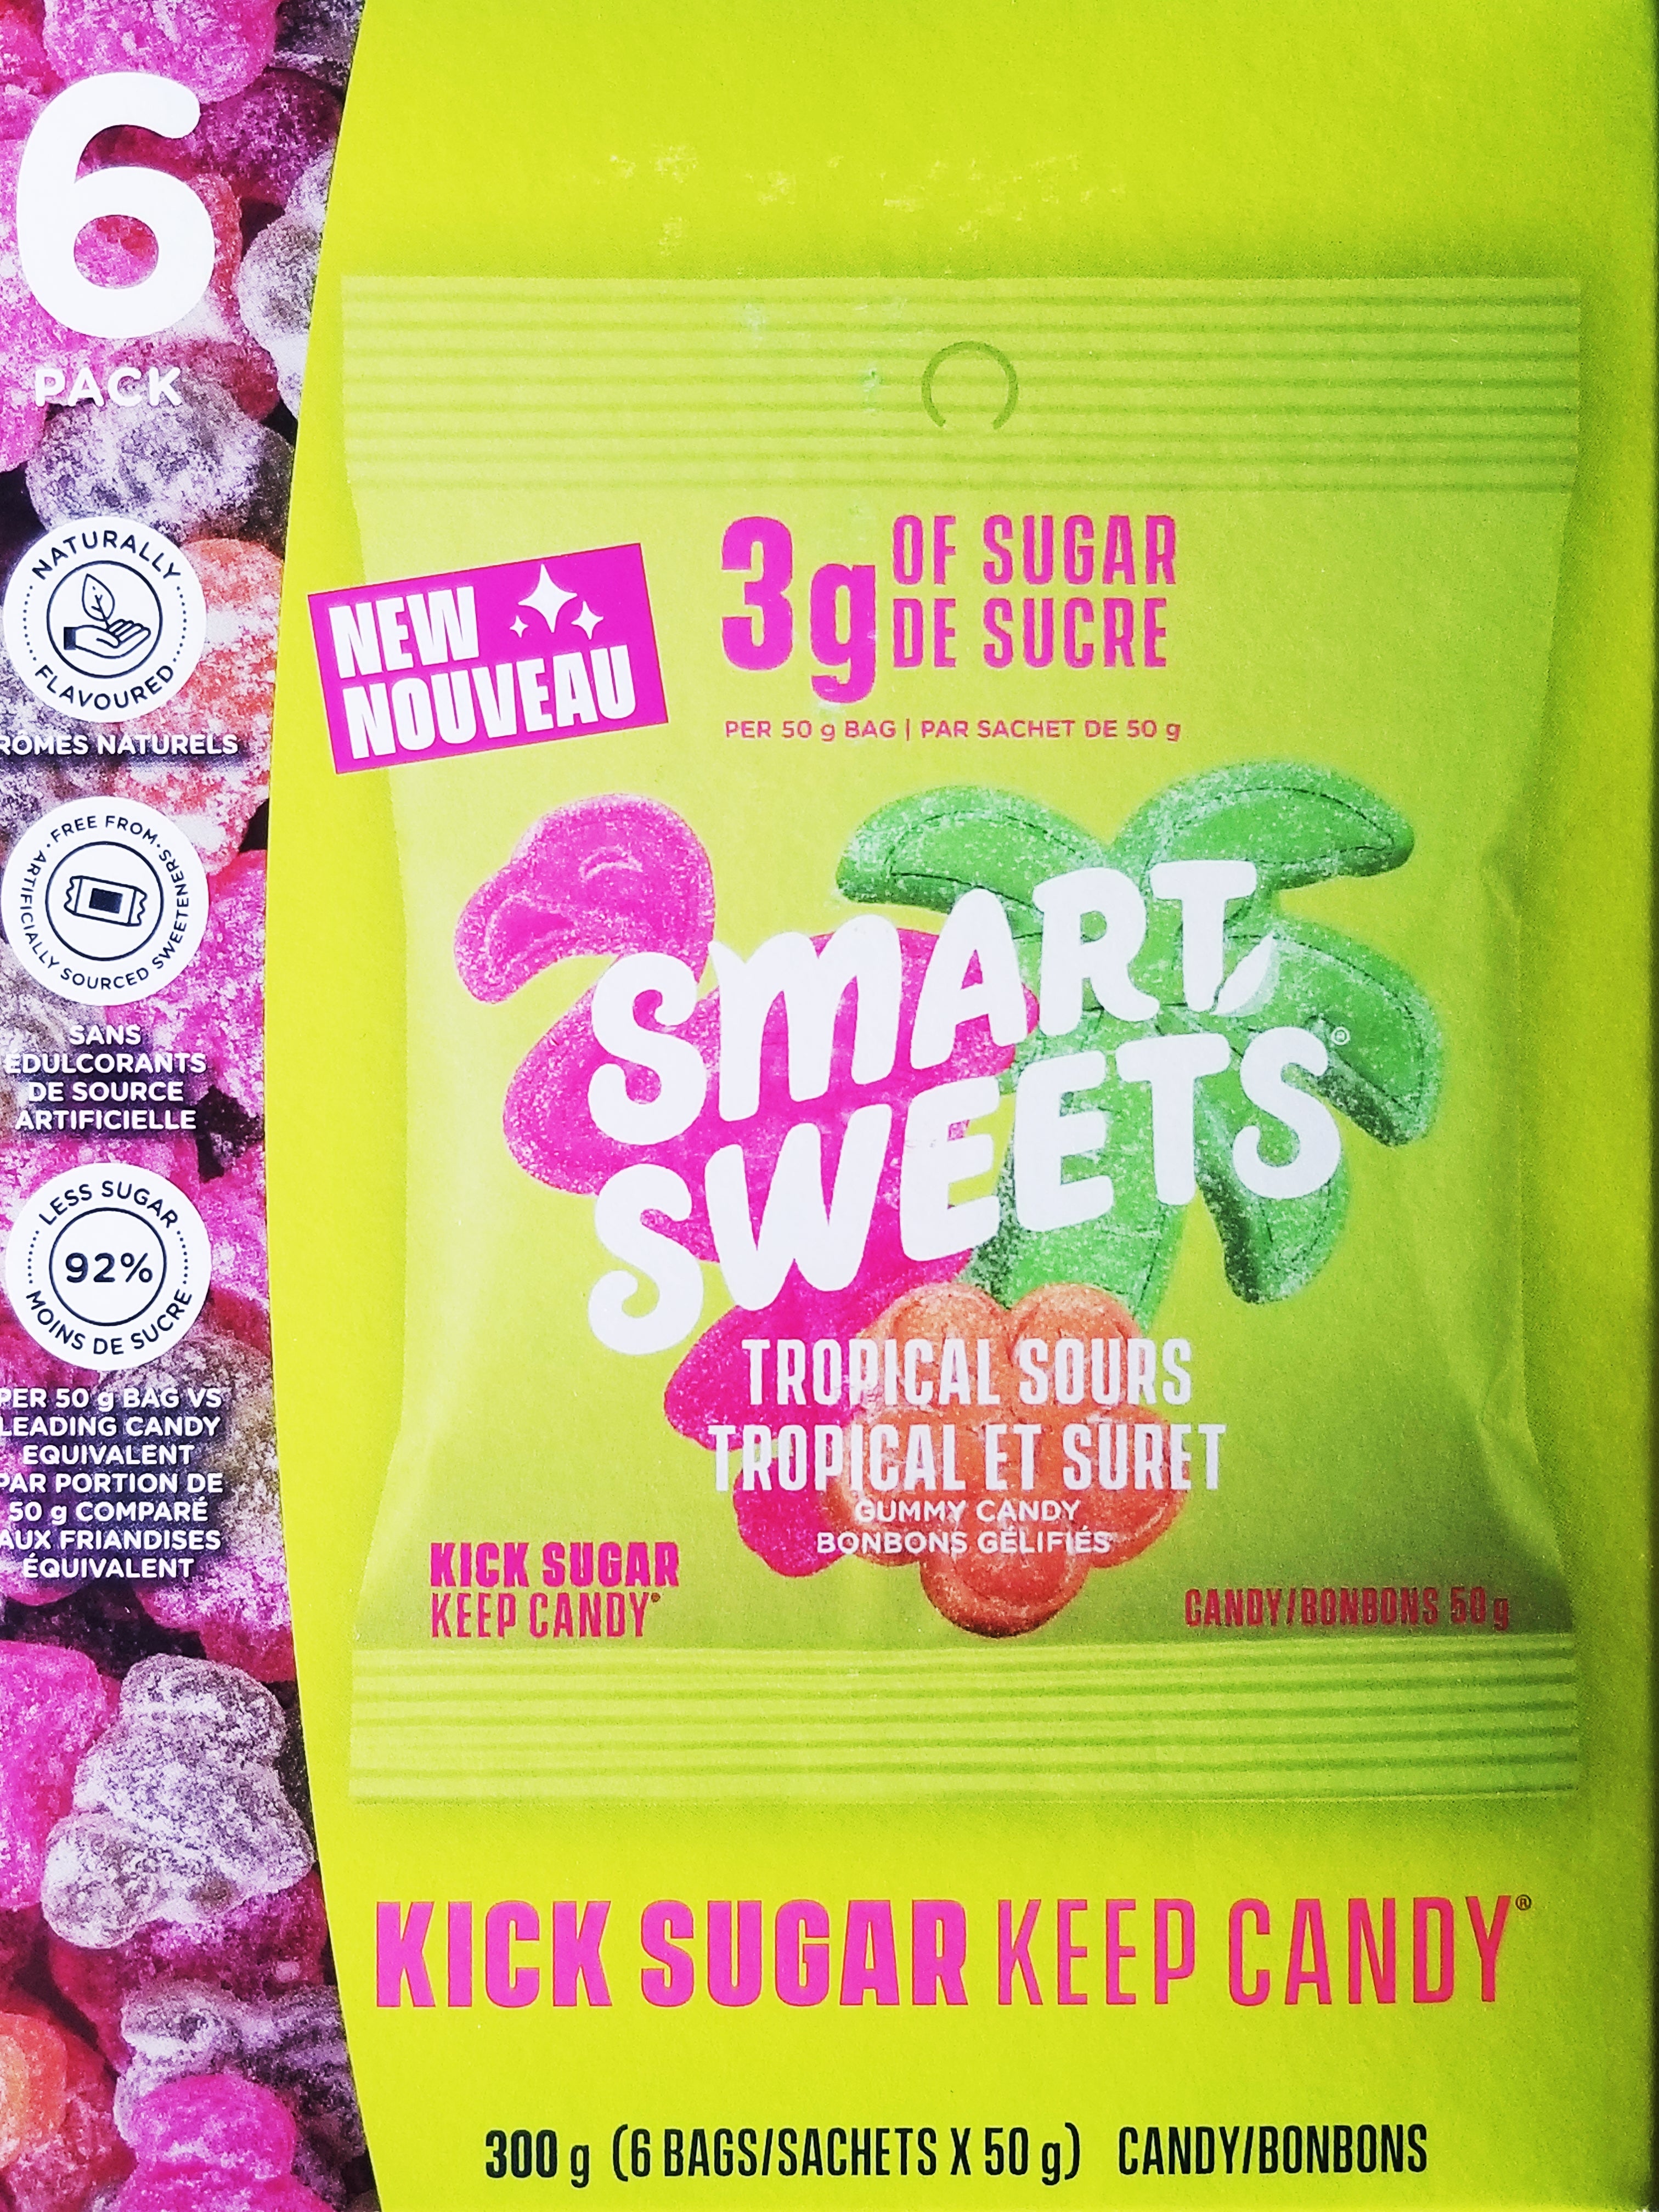 6
PACK
NATURALLY
FLAVOURED
RÔMES NATURELS
FREE FROM
ARTIFICIALLY SOURCED SWEETENERS
SANS
ÉDULCORANTS
DE SOURCE
ARTIFICIELLE
LESS SUGAR
92%
MOINS DE SUCRE
PER 50 g BAG VS
LEADING CANDY
EQUIVALENT
PAR PORTION DE
50 g COMPARÉ
AUX FRIANDISES
ÉQUIVALENT
NEW
NOUVEAU
3g OF SUGAR
DE SUCRE
PER 50 g BAG | PAR SACHET DE 50 g
SMART
SWEETS®
TROPICAL SOURS
TROPICAL ET SURET
GUMMY CANDY
BONBONS GÉLIFIÉS
KICK SUGAR
KEEP CANDY®
CANDY/BONBONS 50 g
KICK SUGAR KEEP CANDY®
300 g (6 BAGS/SACHETS X 50 g) CANDY/BONBONS